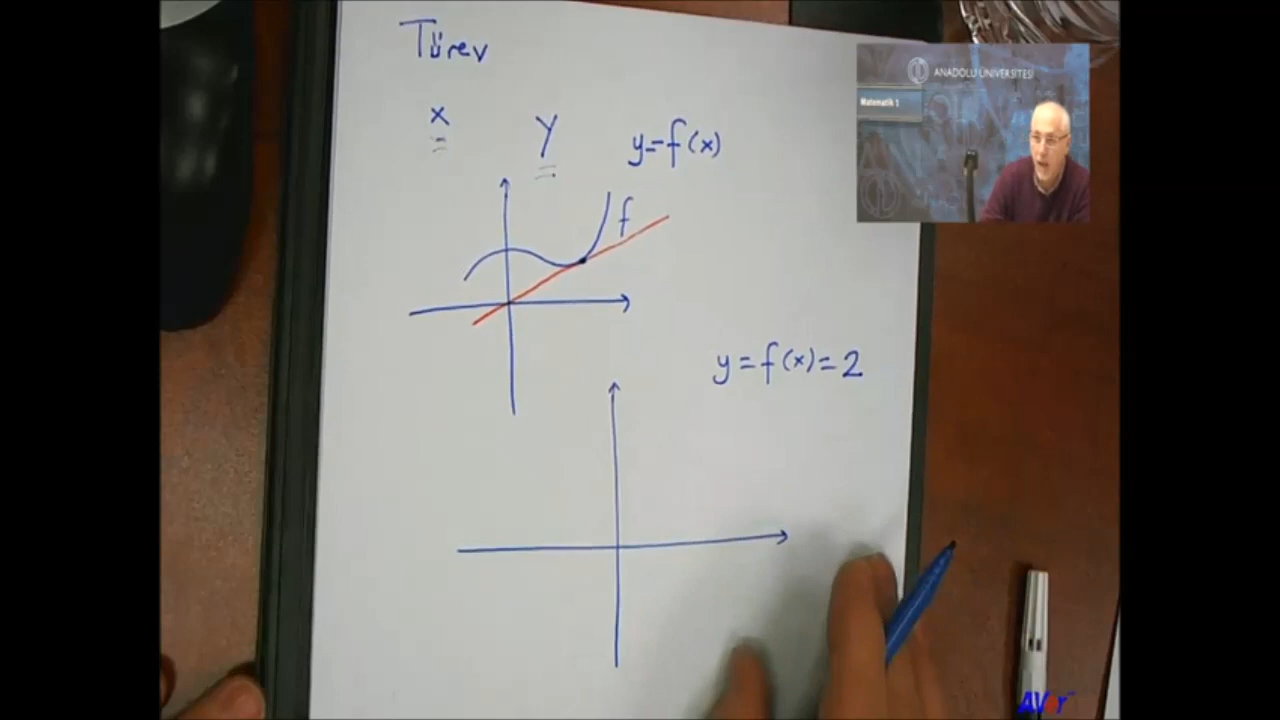 Türev
x y y=f(x)
f
y=f(x)=2
ANADOLU ÜNİVERSİTESİ
Matematik 1
AVer